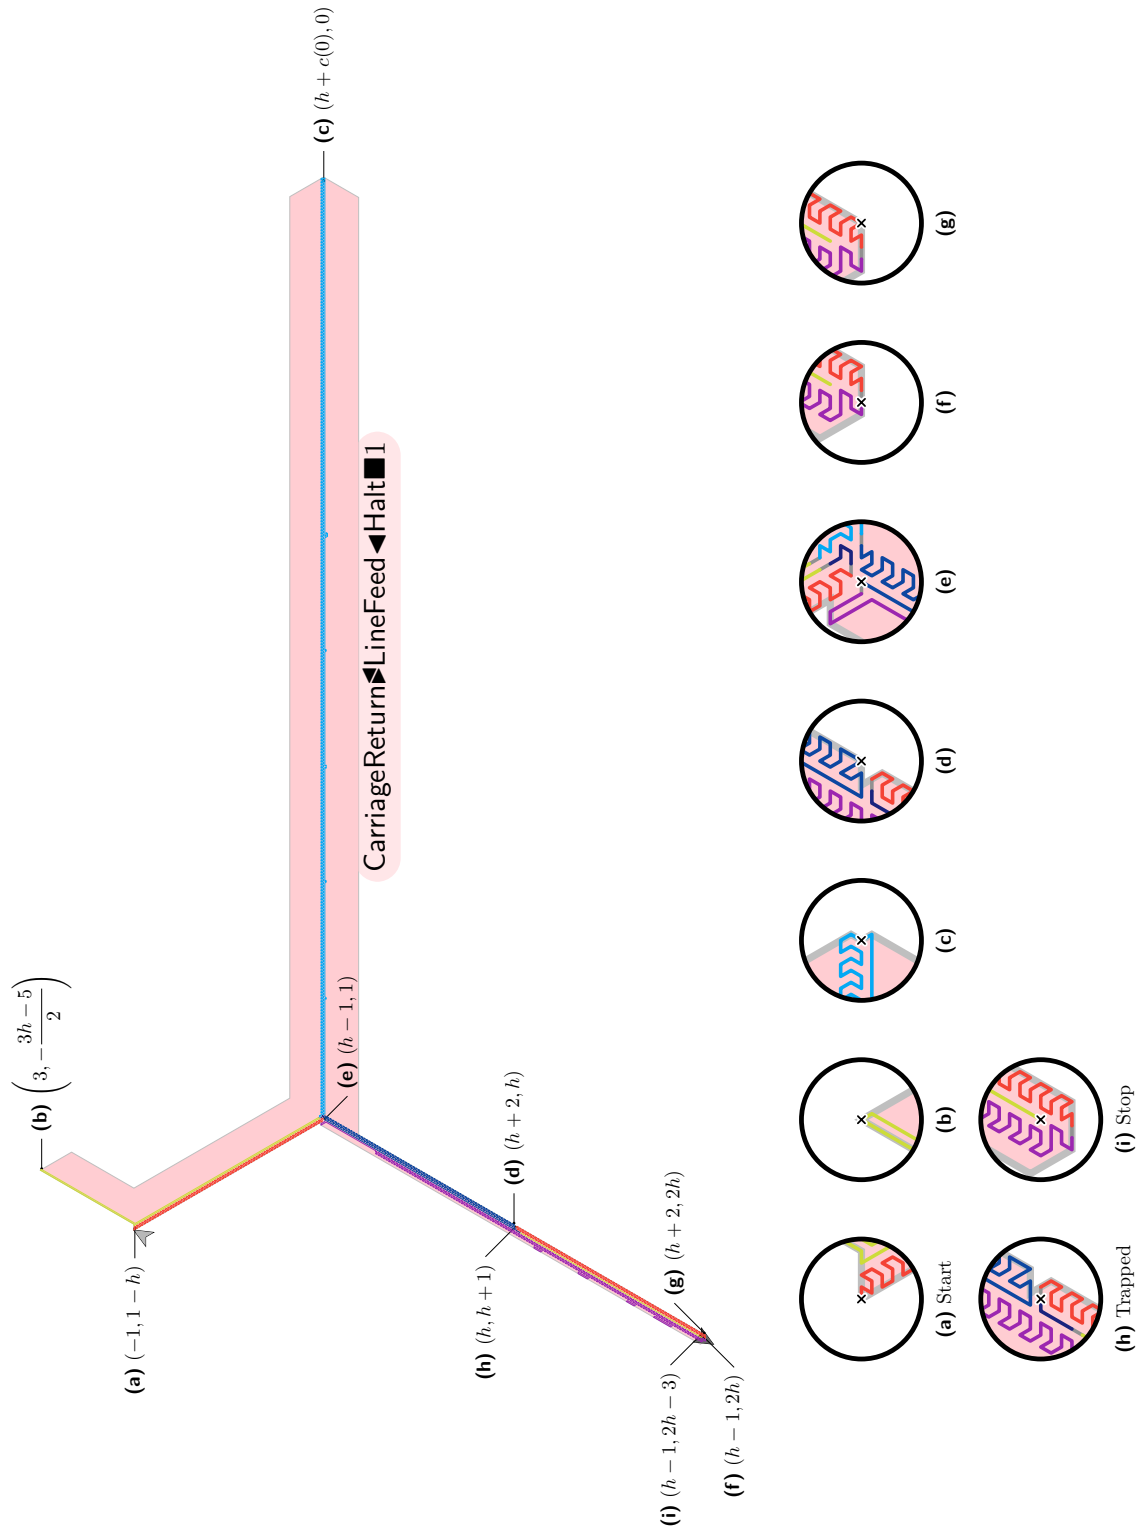 (b) (3, −(3h − 5)/2)
(c) (h + c(0), 0)
(a) (−1, 1 − h)
(e) (h − 1, 1)
CarriageReturn▶LineFeed◀Halt■1
(d) (h + 2, h)
(h) (h, h + 1)
(g) (h + 2, 2h)
(i) (h − 1, 2h − 3)
(f) (h − 1, 2h)
(a) Start
(b)
(c)
(d)
(e)
(f)
(g)
(h) Trapped
(i) Stop